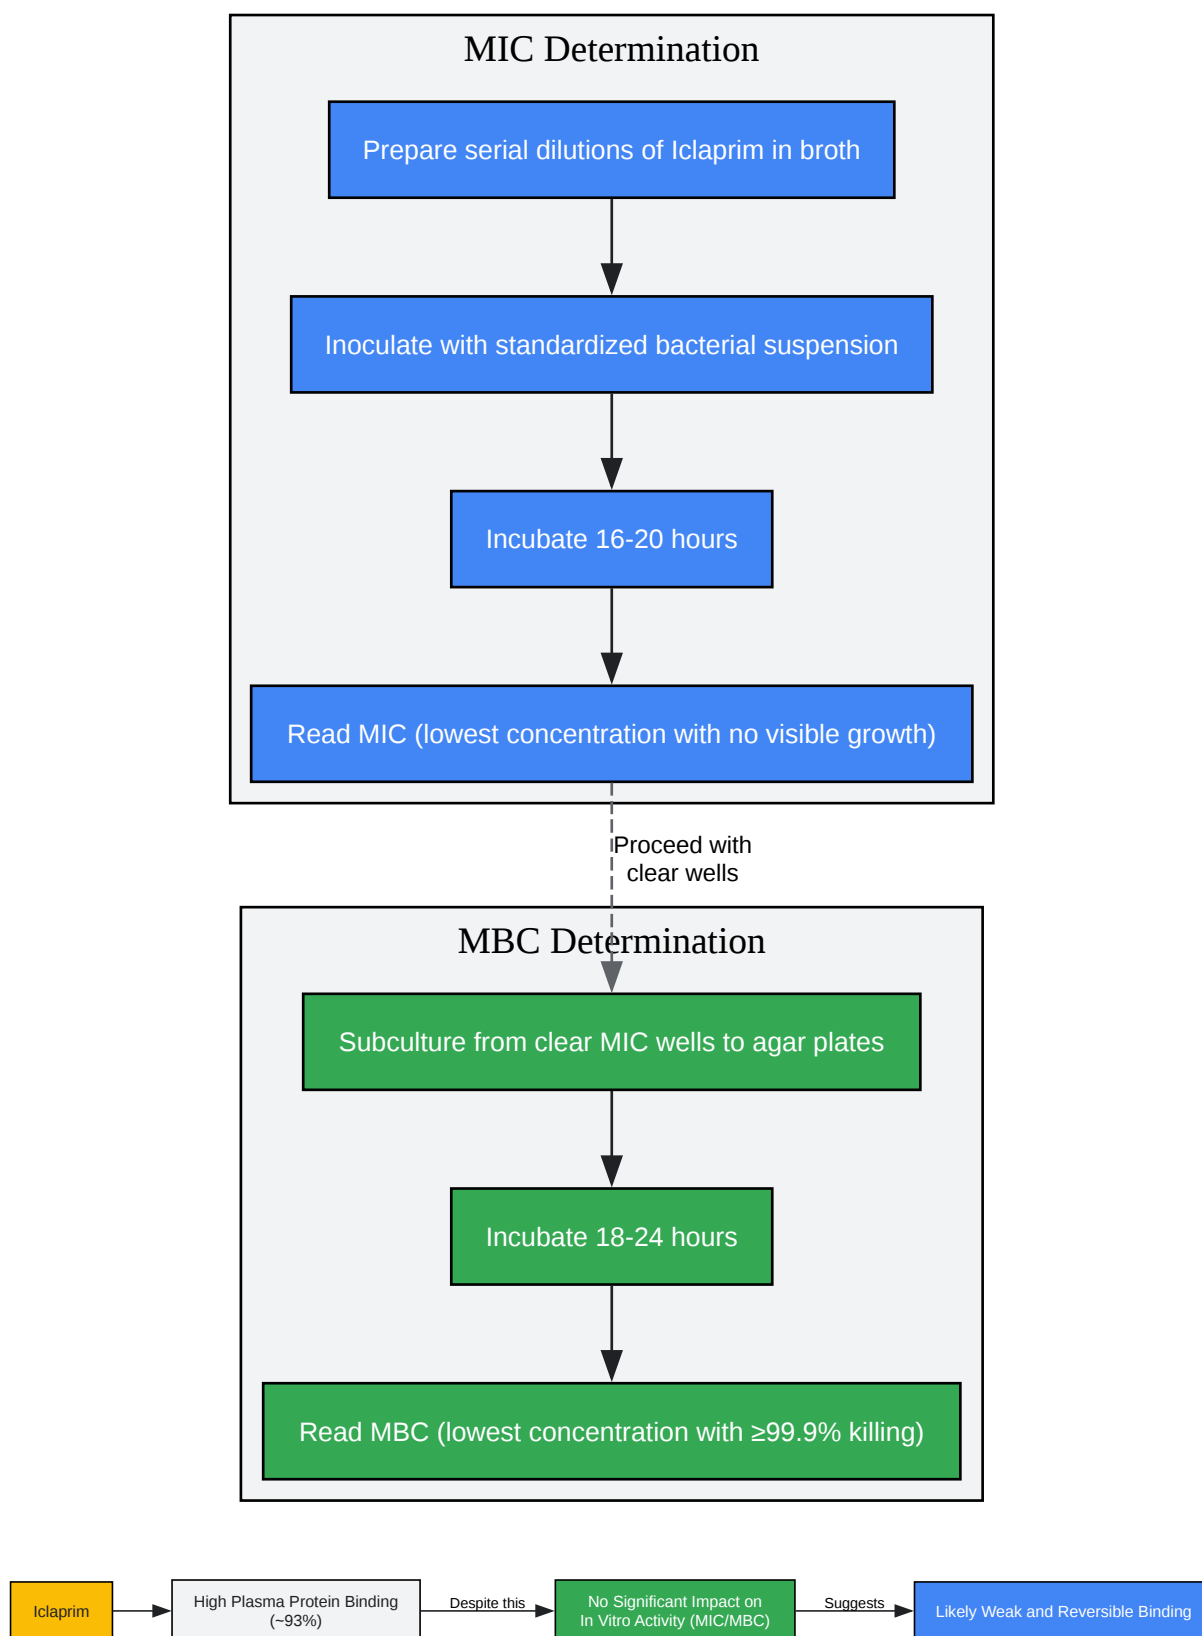 MIC Determination
Prepare serial dilutions of Iclaprim in broth
Inoculate with standardized bacterial suspension
Incubate 16-20 hours
Read MIC (lowest concentration with no visible growth)
Proceed with
clear wells
MBC Determination
Subculture from clear MIC wells to agar plates
Incubate 18-24 hours
Read MBC (lowest concentration with ≥99.9% killing)
Iclaprim
High Plasma Protein Binding
(~93%)
Despite this
No Significant Impact on
In Vitro Activity (MIC/MBC)
Suggests
Likely Weak and Reversible Binding